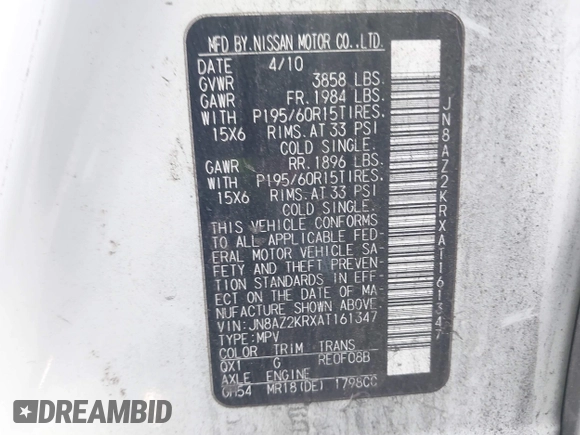 MFD BY. NISSAN MOTOR CO.,LTD.
DATE 4/10
GVWR 3858 LBS.
GAWR FR. 1984 LBS.
WITH P195/60R15TIRES.
15X6 RIMS. AT 33 PSI
COLD SINGLE.
GAWR RR. 1896 LBS.
WITH P195/60R15TIRES.
15X6 RIMS. AT 33 PSI
COLD SINGLE.
THIS VEHICLE CONFORMS
TO ALL APPLICABLE FED-
ERAL MOTOR VEHICLE SA-
FETY AND THEFT PREVEN-
TION STANDARDS IN EFF-
ECT ON THE DATE OF MA-
NUFACTURE SHOWN ABOVE.
VIN: JN8AZ2KRXAT161347
TYPE: MPV
COLOR TRIM TRANS
QX1 G RE0F08B
AXLE ENGINE
GH54 MR18(DE) 1798CC
JN8AZ2KRXAT161347
© RAWBID
© RAWBID
© RAWBID